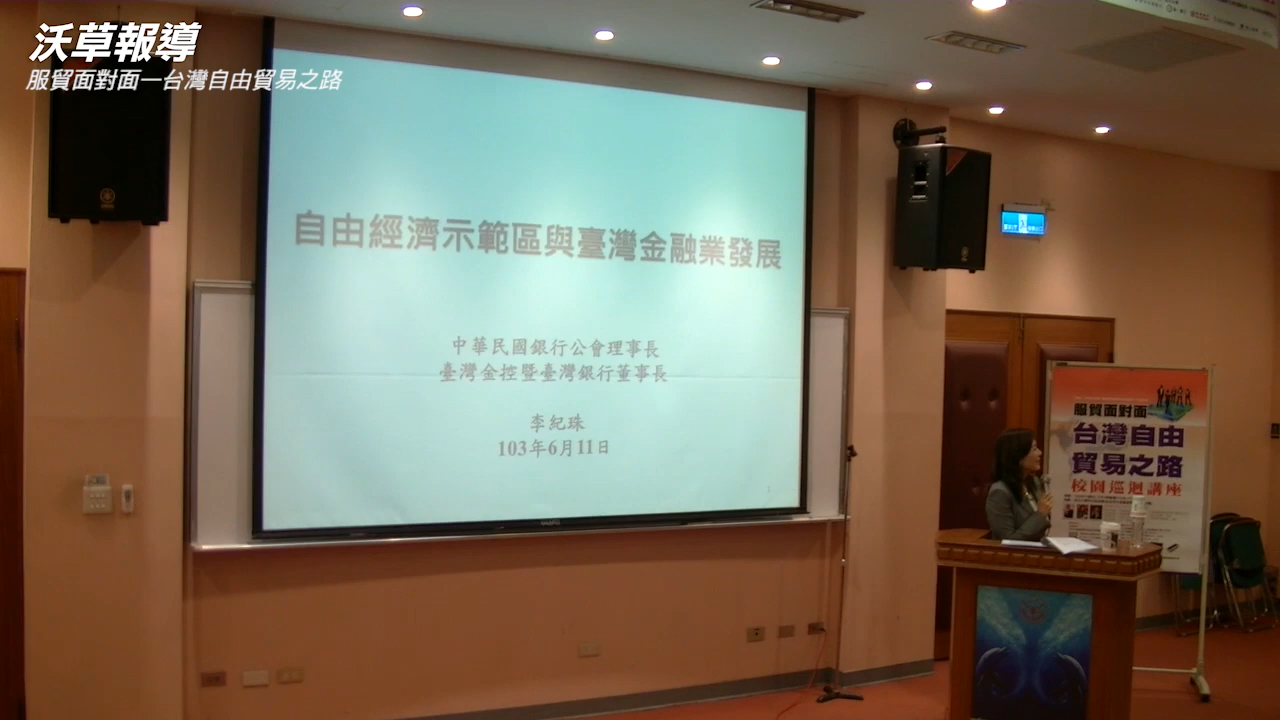 沃草報導
服貿面對面—台灣自由貿易之路
自由經濟示範區與臺灣金融業發展
中華民國銀行公會理事長
臺灣金控暨臺灣銀行董事長
李紀珠
103年6月11日
服貿面對面
台灣自由
貿易之路
校園巡迴講座